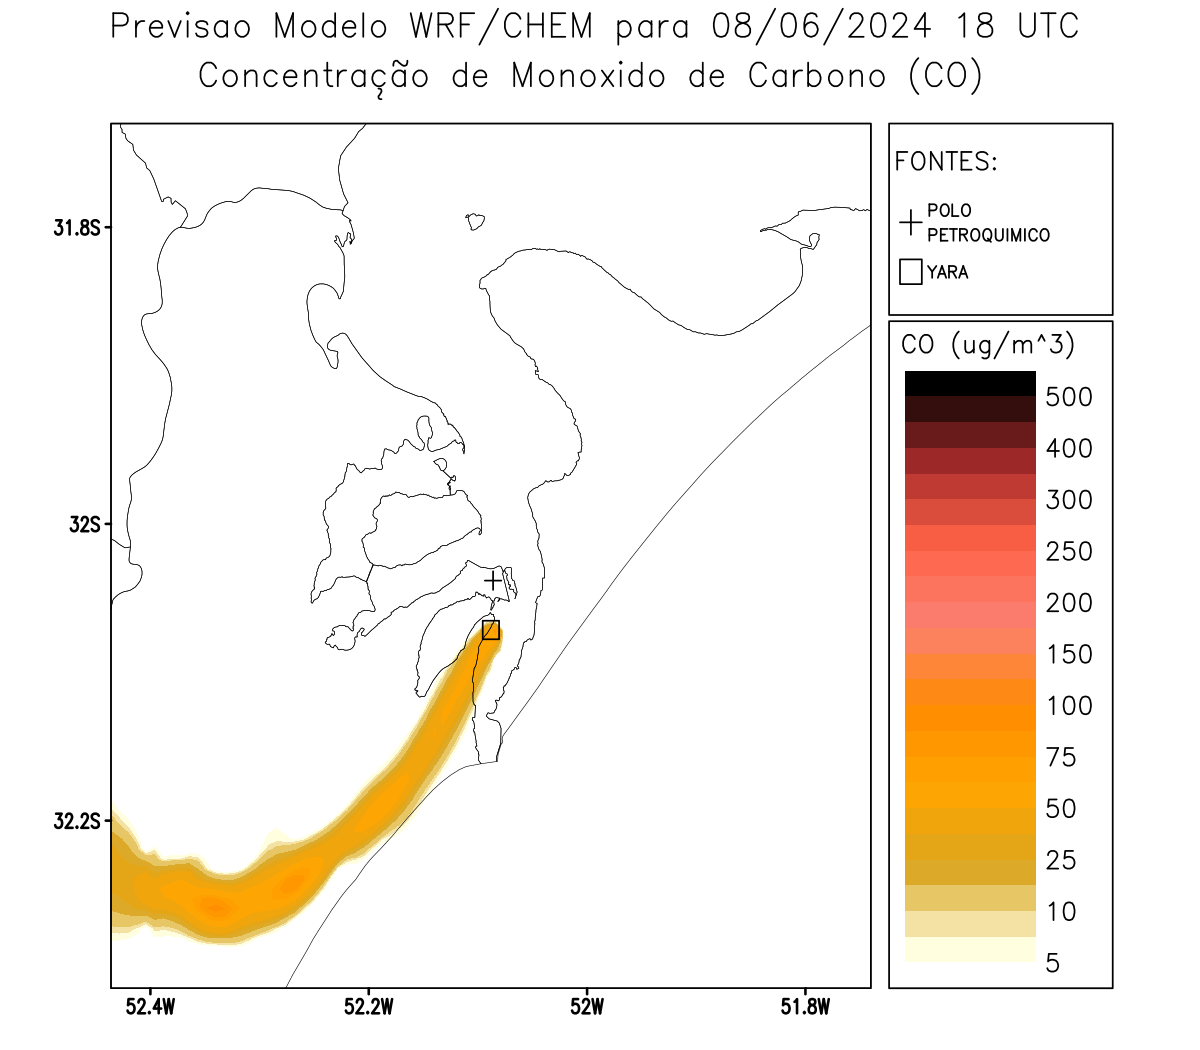 Previsao Modelo WRF/CHEM para 08/06/2024 18 UTC
Concentração de Monoxido de Carbono (CO)
FONTES:
POLO
PETROQUIMICO
YARA
CO (ug/m^3)
500
400
300
250
200
150
100
75
50
25
10
5
31.8S
32S
32.2S
52.4W
52.2W
52W
51.8W